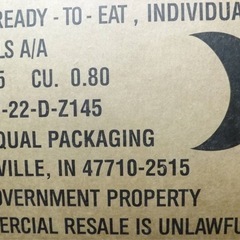 READY - TO - EAT , INDIVIDUA
LS A/A
5 CU. 0.80
-22-D-Z145
QUAL PACKAGING
VILLE, IN 47710-2515
OVERNMENT PROPERTY
ERCIAL RESALE IS UNLAWFU